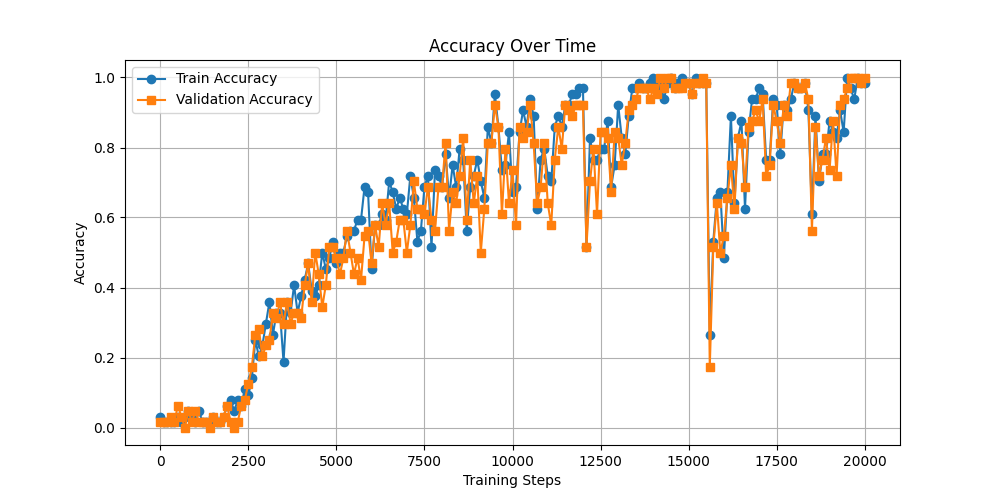 Accuracy Over Time
Train Accuracy
Validation Accuracy
Accuracy
1.0
0.8
0.6
0.4
0.2
0.0
0 2500 5000 7500 10000 12500 15000 17500 20000
Training Steps